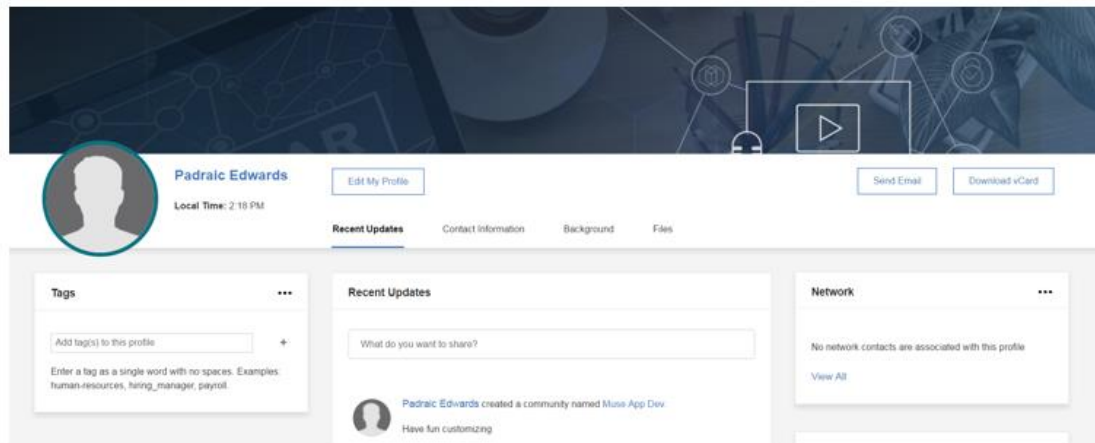 Padraic Edwards
Local Time: 2:18 PM
Edit My Profile
Send Email
Download vCard
Recent Updates
Contact Information
Background
Files
Tags
Add tag(s) to this profile
+
Enter a tag as a single word with no spaces. Examples:
human-resources, hiring_manager, payroll.
Recent Updates
What do you want to share?
Padraic Edwards created a community named Muse App Dev.
Have fun customizing
Network
No network contacts are associated with this profile
View All